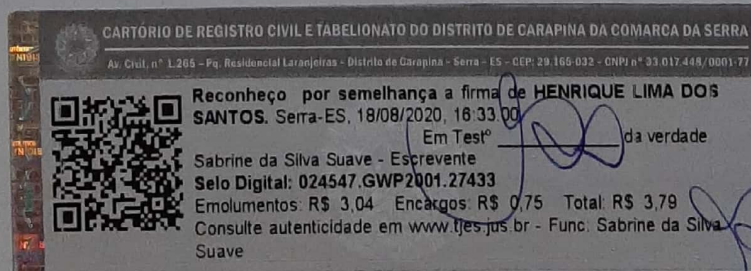 CARTÓRIO DE REGISTRO CIVIL E TABELIONATO DO DISTRITO DE CARAPINA DA COMARCA DA SERRA
Av. Civit, nº 1.265 - Pq. Residencial Laranjeiras - Distrito de Carapina - Serra - ES - CEP: 29.165-032 - CNPJ nº 33.017.448/0001-77
Reconheço por semelhança a firma de HENRIQUE LIMA DOS
SANTOS. Serra-ES, 18/08/2020, 16:33:00
Em Testº ____________ da verdade
Sabrine da Silva Suave - Escrevente
Selo Digital: 024547.GWP2001.27433
Emolumentos: R$ 3,04 Encargos: R$ 0,75 Total: R$ 3,79
Consulte autenticidade em www.tjes.jus.br - Func: Sabrine da Silva
Suave